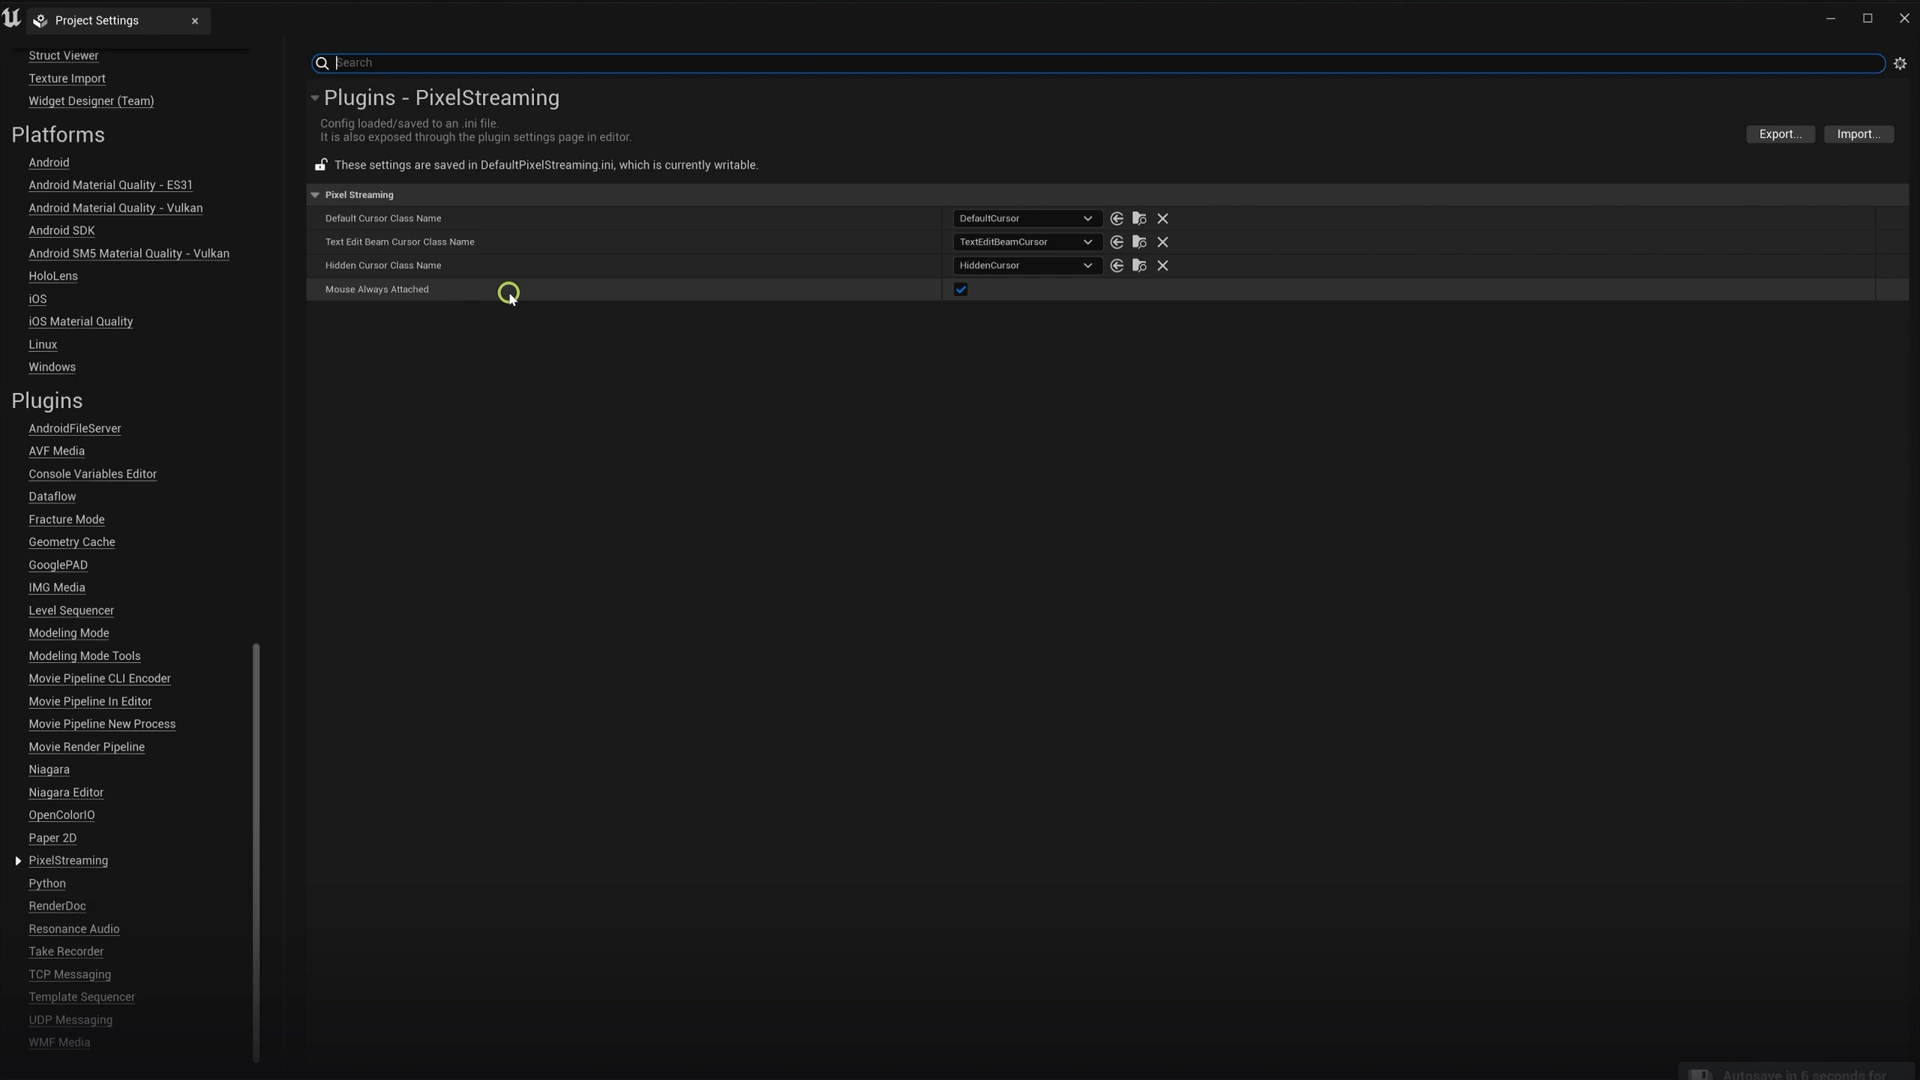 Project Settings
Struct Viewer
Texture Import
Widget Designer (Team)
Platforms
Android
Android Material Quality - ES31
Android Material Quality - Vulkan
Android SDK
Android SM5 Material Quality - Vulkan
HoloLens
iOS
iOS Material Quality
Linux
Windows
Plugins
AndroidFileServer
AVF Media
Console Variables Editor
Dataflow
Fracture Mode
Geometry Cache
GooglePAD
IMG Media
Level Sequencer
Modeling Mode
Modeling Mode Tools
Movie Pipeline CLI Encoder
Movie Pipeline In Editor
Movie Pipeline New Process
Movie Render Pipeline
Niagara
Niagara Editor
OpenColorIO
Paper 2D
PixelStreaming
Python
RenderDoc
Resonance Audio
Take Recorder
TCP Messaging
Template Sequencer
UDP Messaging
WMF Media
Search
Plugins - PixelStreaming
Config loaded/saved to an .ini file.
It is also exposed through the plugin settings page in editor.
Export... Import...
These settings are saved in DefaultPixelStreaming.ini, which is currently writable.
Pixel Streaming
Default Cursor Class Name DefaultCursor
Text Edit Beam Cursor Class Name TextEditBeamCursor
Hidden Cursor Class Name HiddenCursor
Mouse Always Attached
Autosave in 6 seconds for